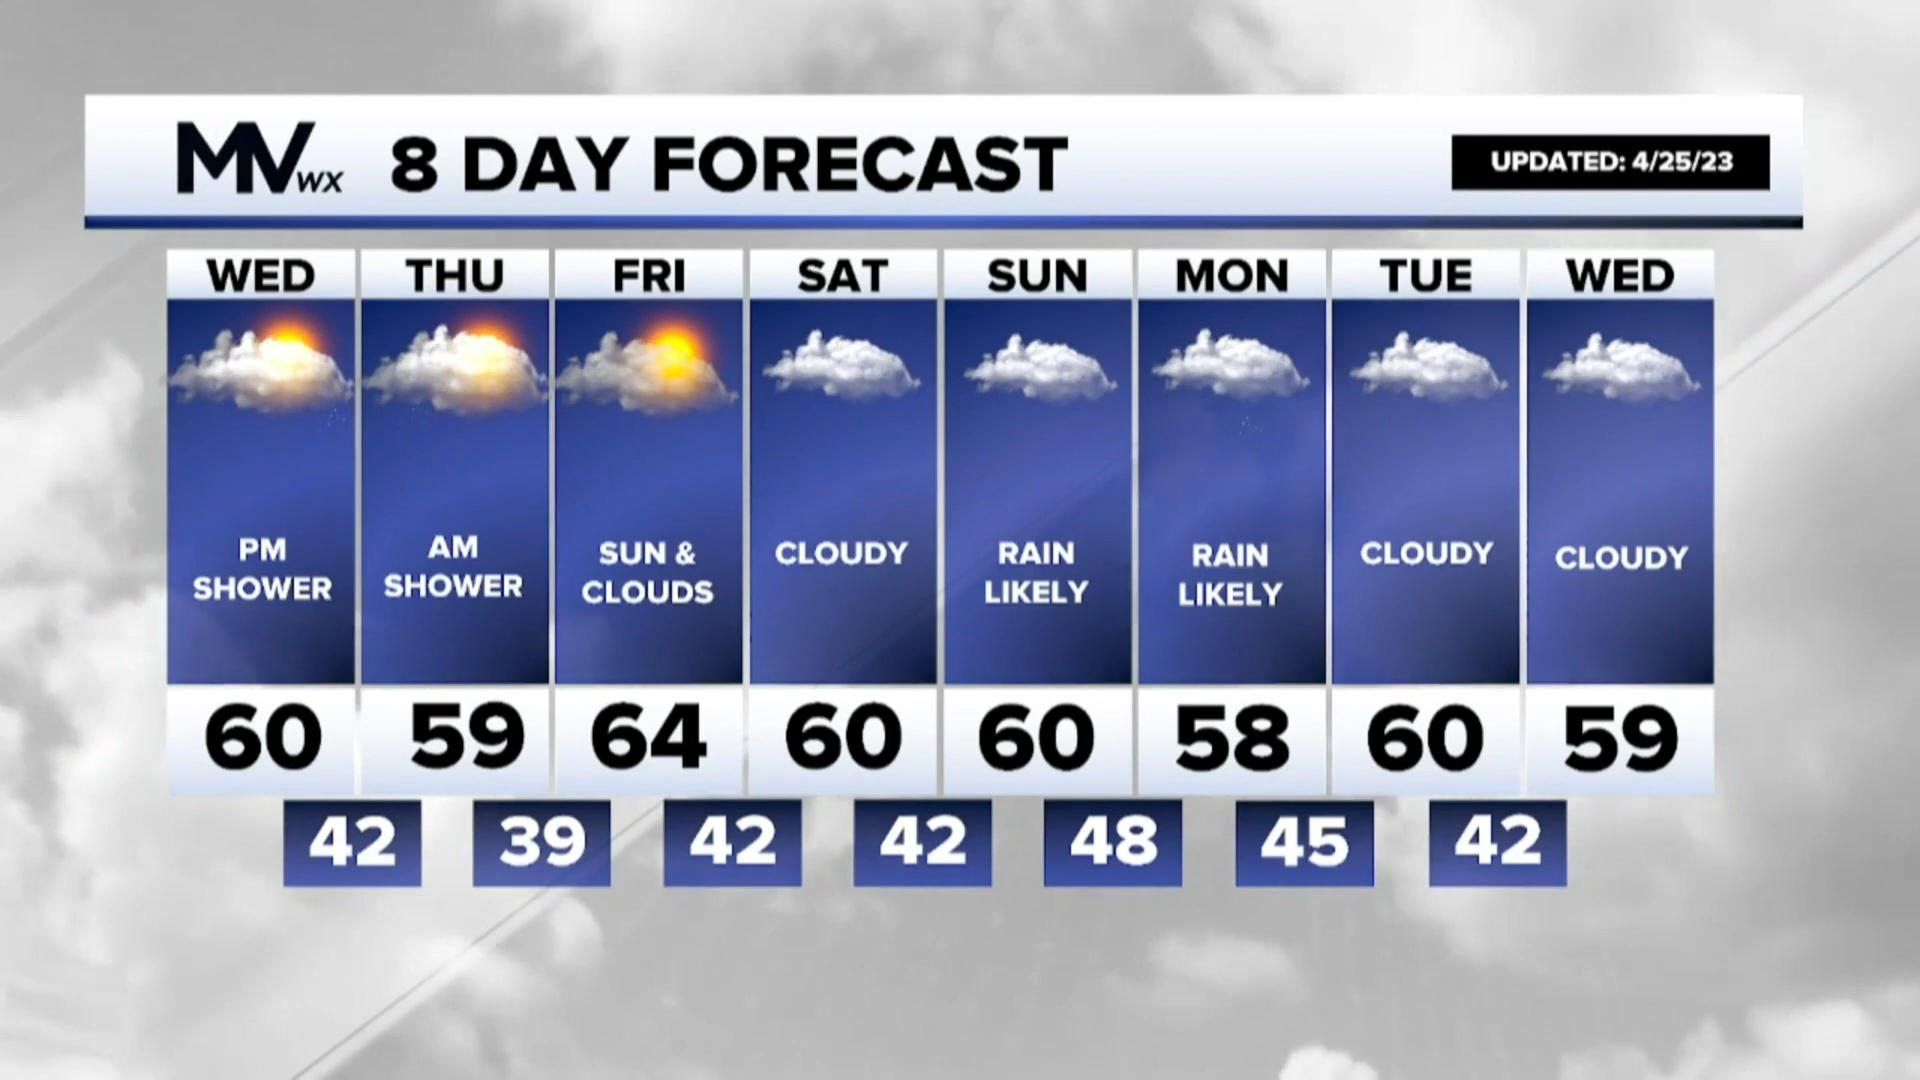 MVWX 8 DAY FORECAST
UPDATED: 4/25/23
WED THU FRI SAT SUN MON TUE WED
PM SHOWER
AM SHOWER
SUN & CLOUDS
CLOUDY
RAIN LIKELY
RAIN LIKELY
CLOUDY
CLOUDY
60 59 64 60 60 58 60 59
42 39 42 42 48 45 42